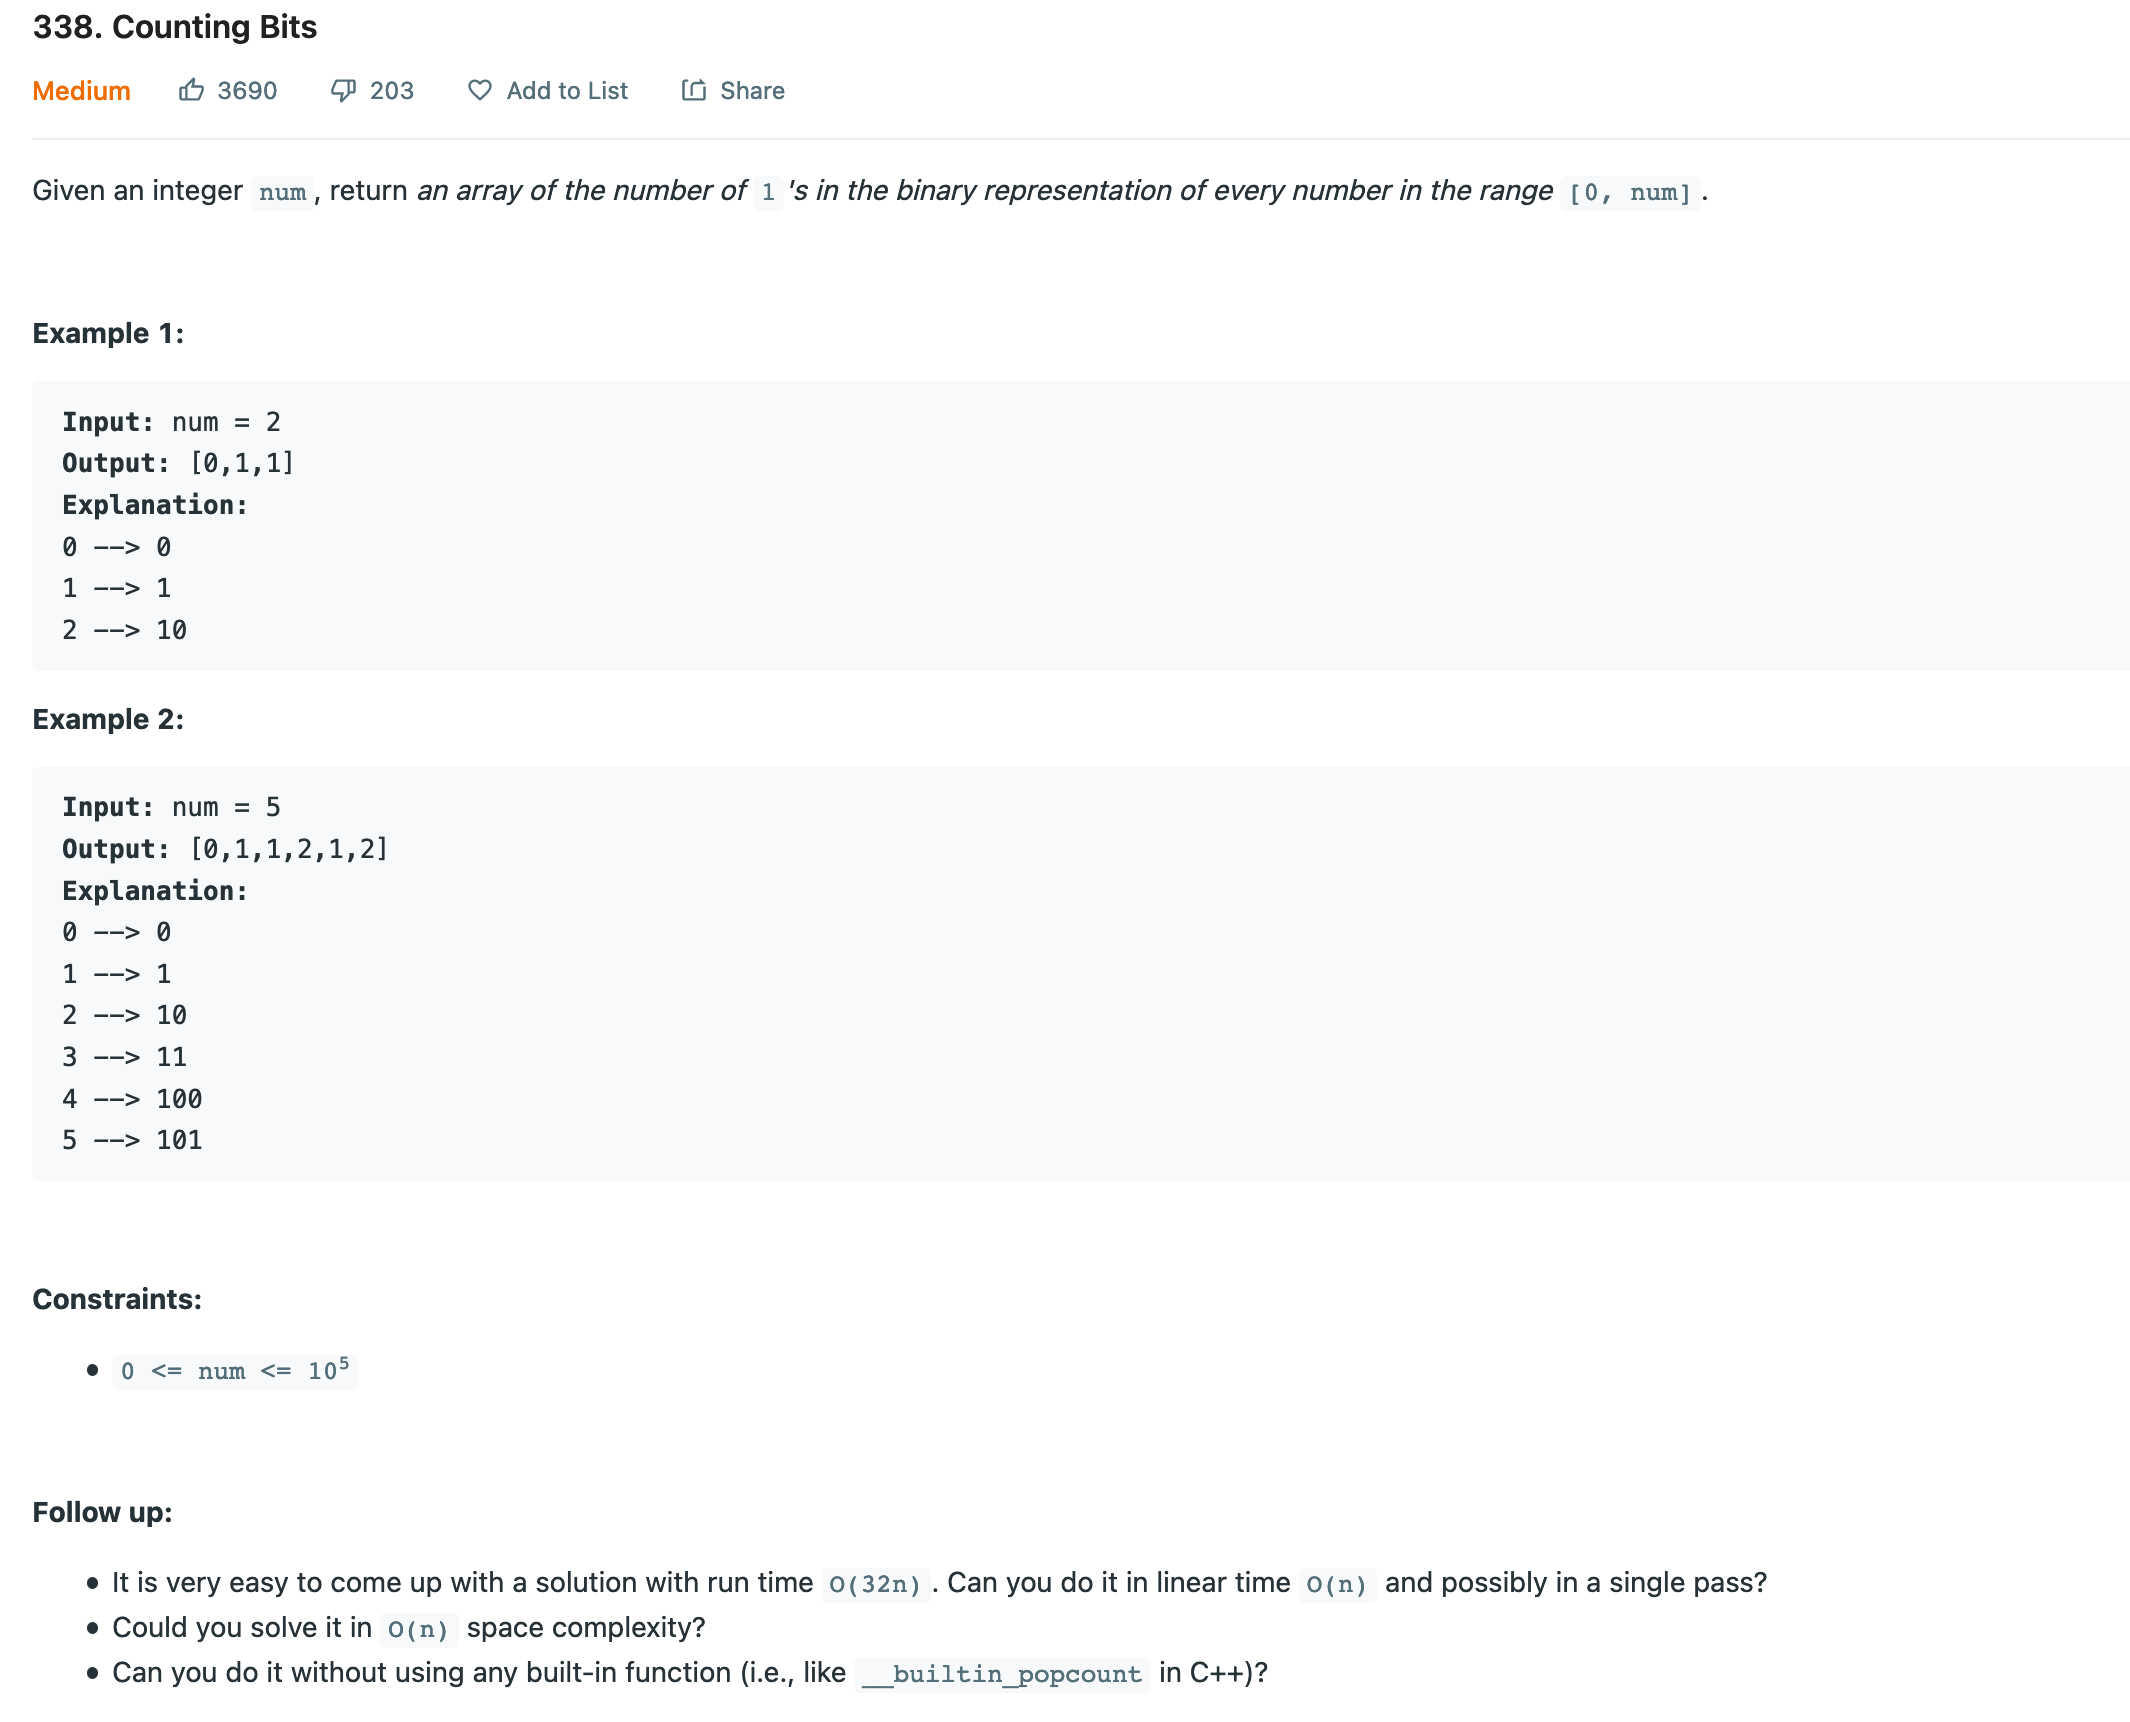 338. Counting Bits
Medium 3690 203 Add to List Share
Given an integer num, return an array of the number of 1's in the binary representation of every number in the range [0, num].
Example 1:
Input: num = 2
Output: [0,1,1]
Explanation:
0 --> 0
1 --> 1
2 --> 10
Example 2:
Input: num = 5
Output: [0,1,1,2,1,2]
Explanation:
0 --> 0
1 --> 1
2 --> 10
3 --> 11
4 --> 100
5 --> 101
Constraints:
• 0 <= num <= 10⁵
Follow up:
• It is very easy to come up with a solution with run time O(32n). Can you do it in linear time O(n) and possibly in a single pass?
• Could you solve it in O(n) space complexity?
• Can you do it without using any built-in function (i.e., like __builtin_popcount in C++)?